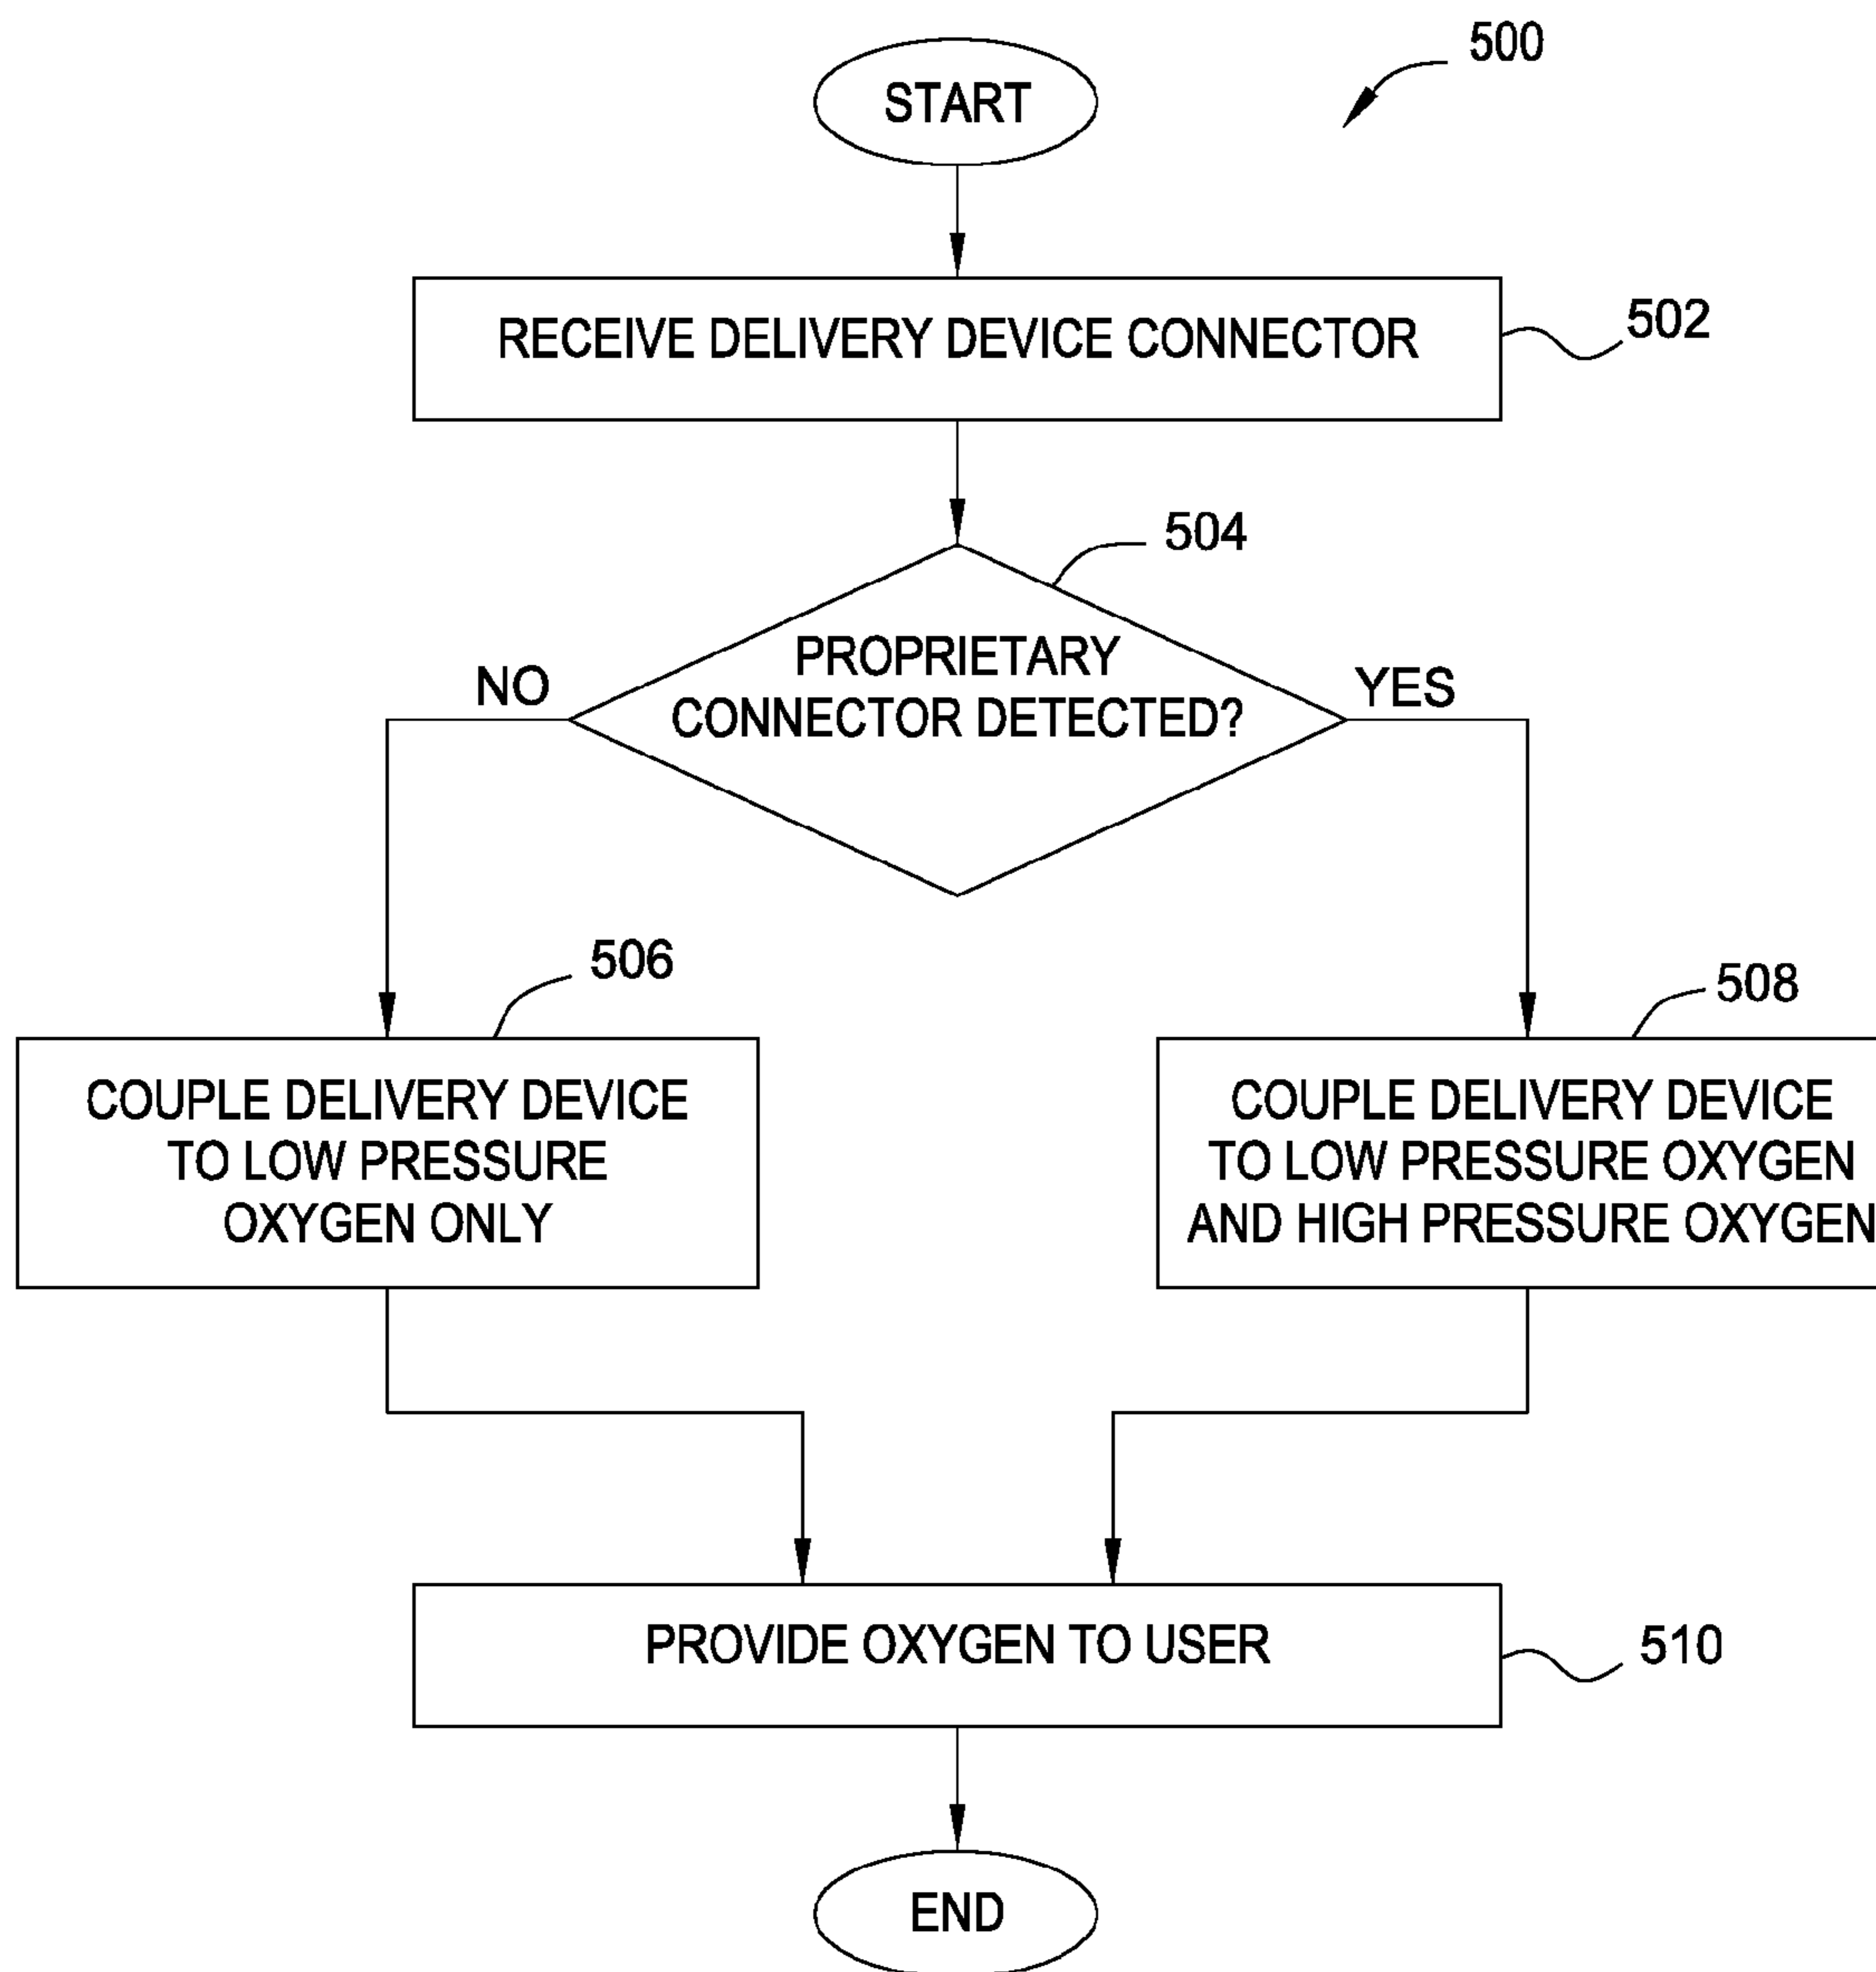 500
START
RECEIVE DELIVERY DEVICE CONNECTOR
502
504
PROPRIETARY
CONNECTOR DETECTED?
NO
YES
506
COUPLE DELIVERY DEVICE
TO LOW PRESSURE
OXYGEN ONLY
508
COUPLE DELIVERY DEVICE
TO LOW PRESSURE OXYGEN
AND HIGH PRESSURE OXYGEN
PROVIDE OXYGEN TO USER
510
END